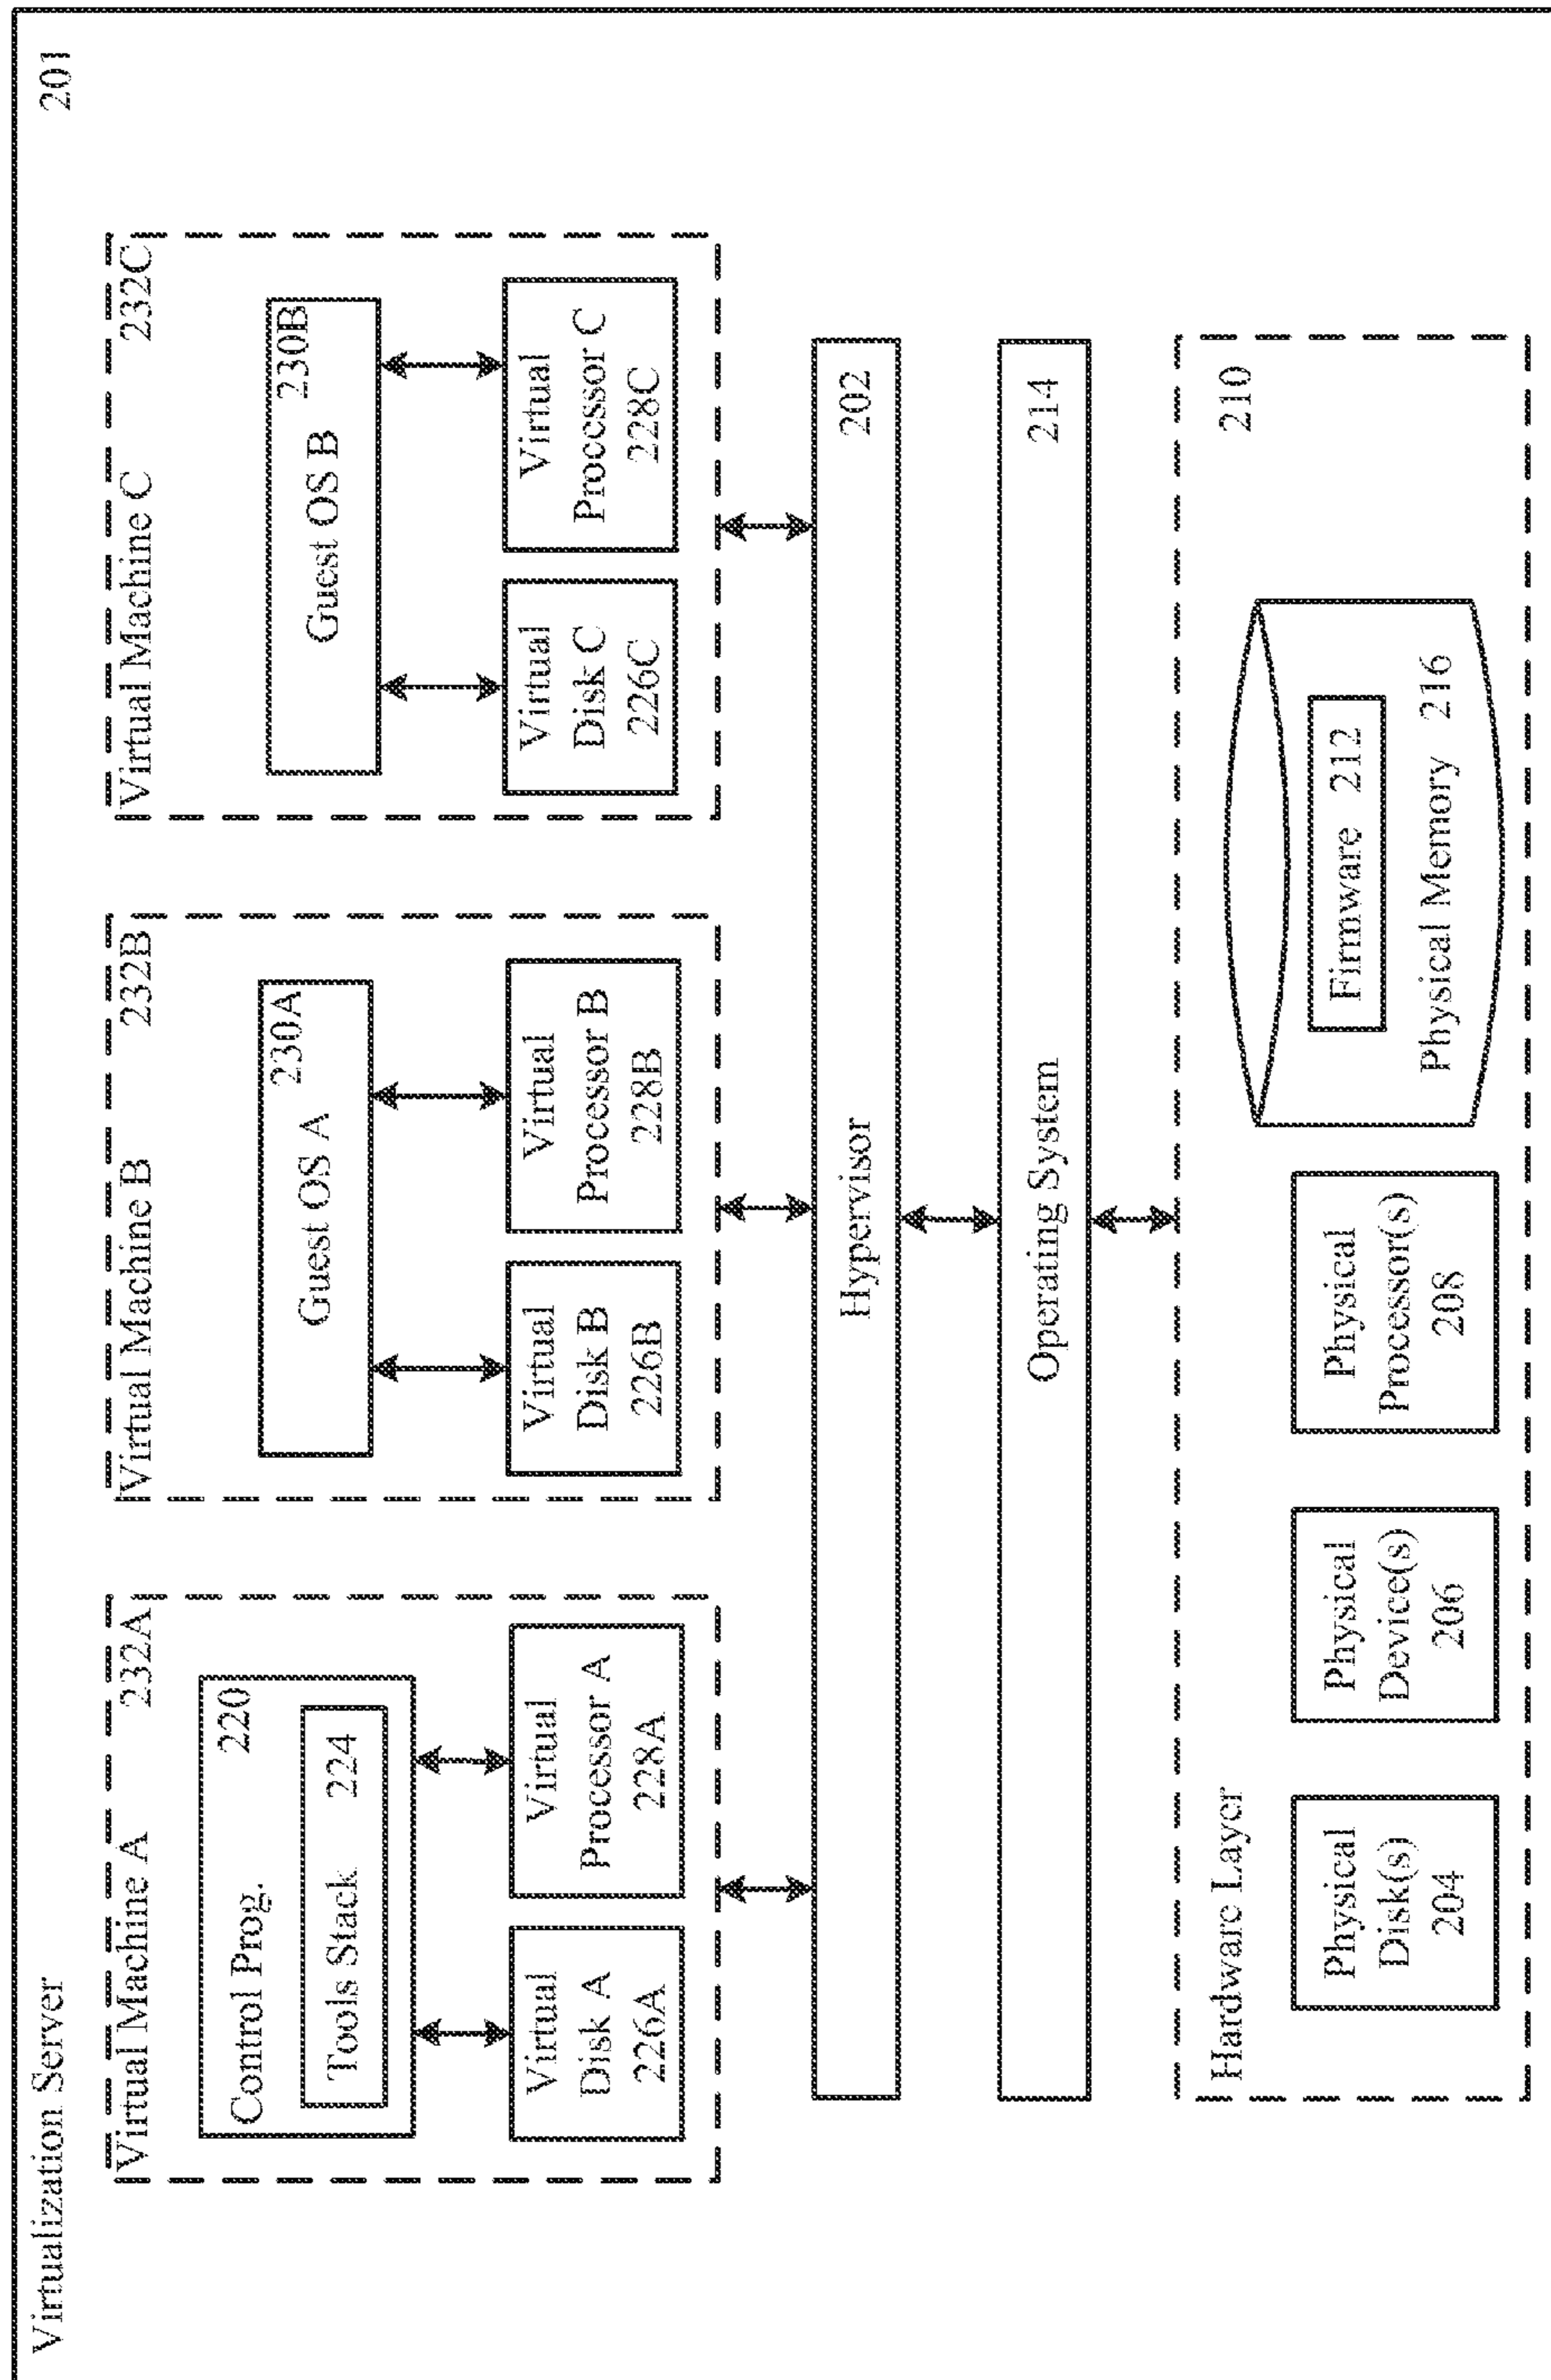 Virtualization Server
201
Virtual Machine A 232A
Control Prog.
220
Tools Stack 224
Virtual
Disk A
226A
Virtual
Processor A
228A
Virtual Machine B 232B
Guest OS A
230A
Virtual
Disk B
226B
Virtual
Processor B
228B
Virtual Machine C 232C
Guest OS B
230B
Virtual
Disk C
226C
Virtual
Processor C
228C
Hypervisor
202
Operating System
214
Hardware Layer
210
Physical
Disk(s)
204
Physical
Device(s)
206
Physical
Processor(s)
208
Firmware 212
Physical Memory 216